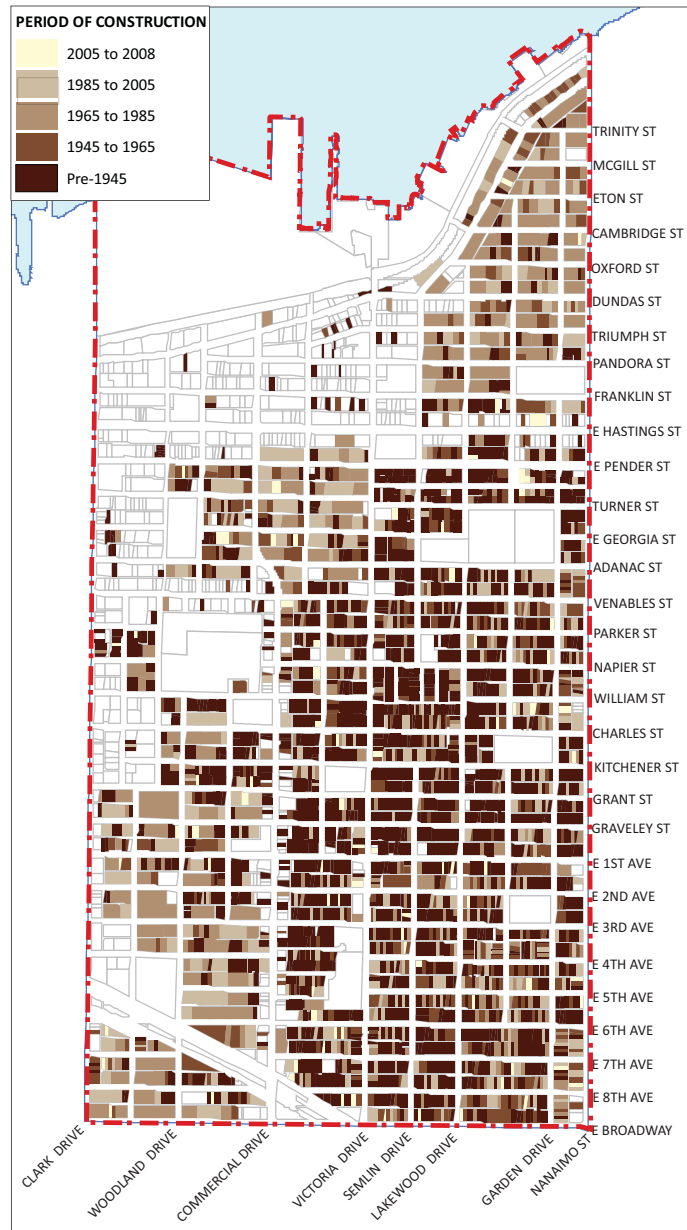 PERIOD OF CONSTRUCTION
2005 to 2008
1985 to 2005
1965 to 1985
1945 to 1965
Pre-1945
TRINITY ST
MCGILL ST
ETON ST
CAMBRIDGE ST
OXFORD ST
DUNDAS ST
TRIUMPH ST
PANDORA ST
FRANKLIN ST
E HASTINGS ST
E PENDER ST
TURNER ST
E GEORGIA ST
ADANAC ST
VENABLES ST
PARKER ST
NAPIER ST
WILLIAM ST
CHARLES ST
KITCHENER ST
GRANT ST
GRAVELEY ST
E 1ST AVE
E 2ND AVE
E 3RD AVE
E 4TH AVE
E 5TH AVE
E 6TH AVE
E 7TH AVE
E 8TH AVE
E BROADWAY
CLARK DRIVE
WOODLAND DRIVE
COMMERCIAL DRIVE
VICTORIA DRIVE
SEMLIN DRIVE
LAKEWOOD DRIVE
GARDEN DRIVE
NANAIMO ST